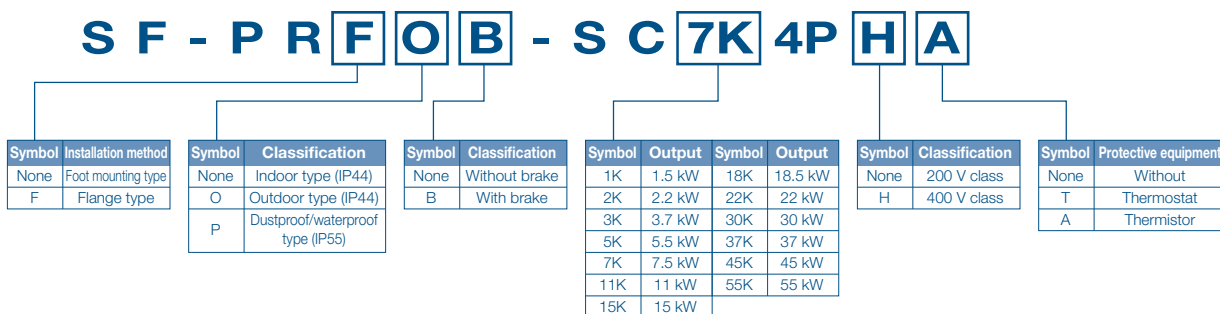 SF-PRFOB-SC7K4PHA
Symbol Installation method
None Foot mounting type
F Flange type
Symbol Classification
None Indoor type (IP44)
O Outdoor type (IP44)
P Dustproof/waterproof
type (IP55)
Symbol Classification
None Without brake
B With brake
Symbol Output Symbol Output
1K 1.5 kW 18K 18.5 kW
2K 2.2 kW 22K 22 kW
3K 3.7 kW 30K 30 kW
5K 5.5 kW 37K 37 kW
7K 7.5 kW 45K 45 kW
11K 11 kW 55K 55 kW
15K 15 kW
Symbol Classification
None 200 V class
H 400 V class
Symbol Protective equipment
None Without
T Thermostat
A Thermistor